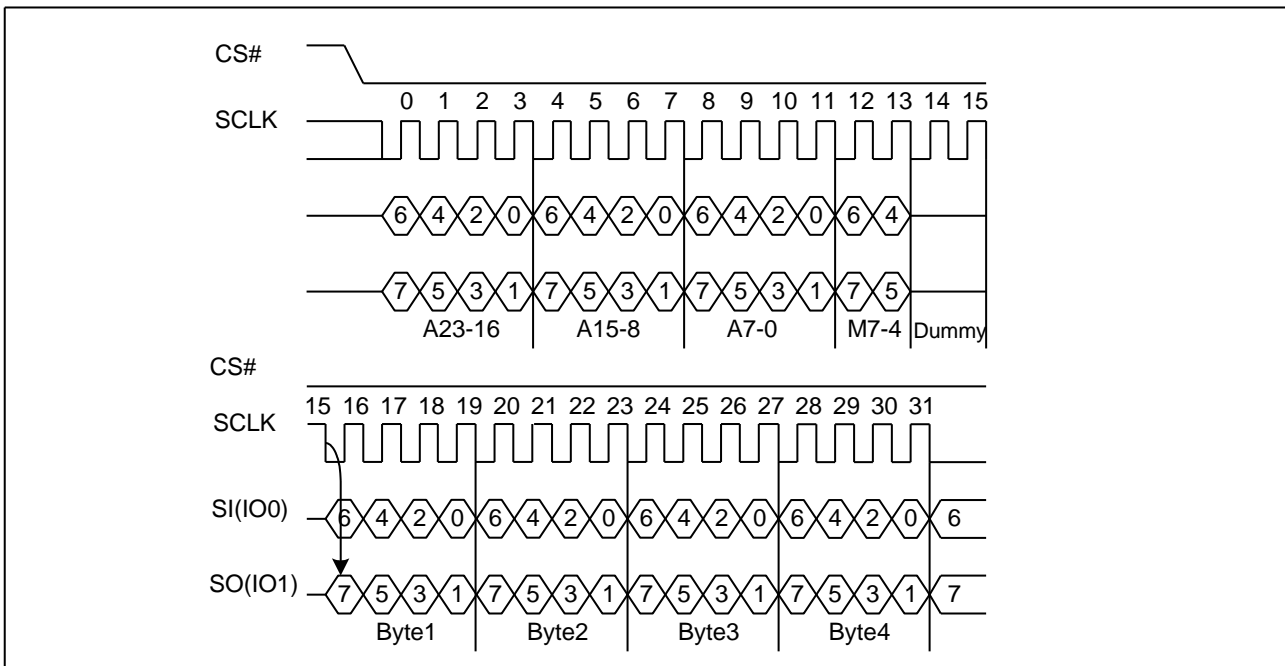 CS#
0 1 2 3 4 5 6 7 8 9 10 11 12 13 14 15
SCLK
6 4 2 0 6 4 2 0 6 4 2 0 6 4
7 5 3 1 7 5 3 1 7 5 3 1 7 5
A23-16 A15-8 A7-0 M7-4 Dummy
CS#
15 16 17 18 19 20 21 22 23 24 25 26 27 28 29 30 31
SCLK
SI(IO0) 6 4 2 0 6 4 2 0 6 4 2 0 6 4 2 0 6
SO(IO1) 7 5 3 1 7 5 3 1 7 5 3 1 7 5 3 1 7
Byte1 Byte2 Byte3 Byte4